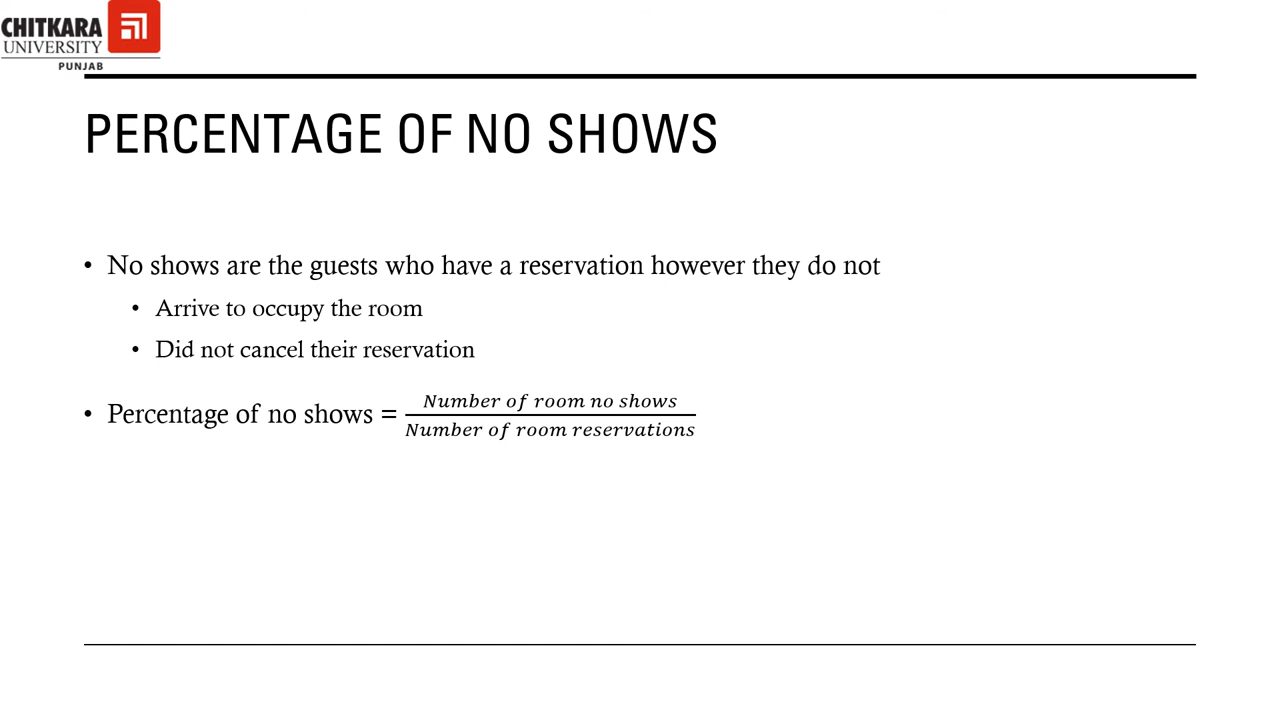 CHITKARA
UNIVERSITY
PUNJAB
PERCENTAGE OF NO SHOWS
• No shows are the guests who have a reservation however they do not
• Arrive to occupy the room
• Did not cancel their reservation
• Percentage of no shows = Number of room no shows / Number of room reservations